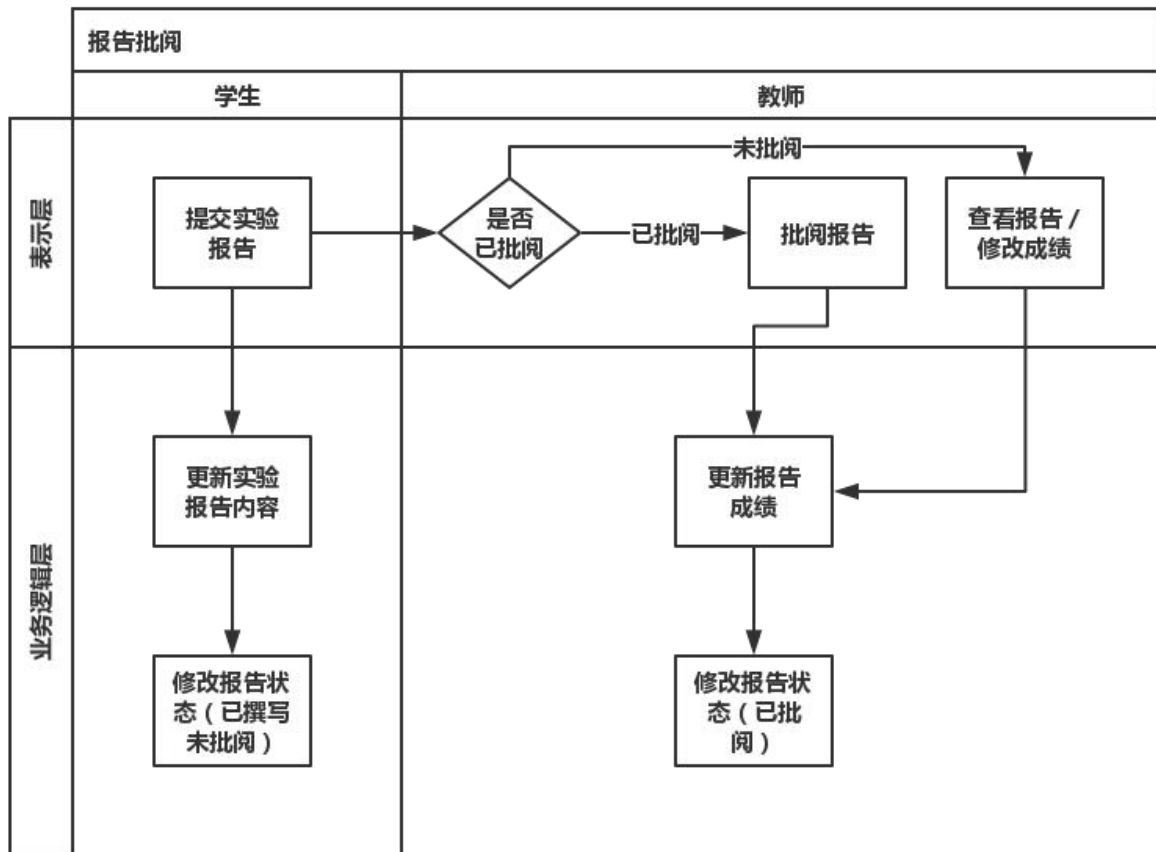 报告批阅
学生
教师
表示层
提交实验
报告
是否
已批阅
未批阅
已批阅
批阅报告
查看报告 /
修改成绩
业务逻辑层
更新实验
报告内容
更新报告
成绩
修改报告状
态（已撰写
未批阅）
修改报告状
态（已批
阅）